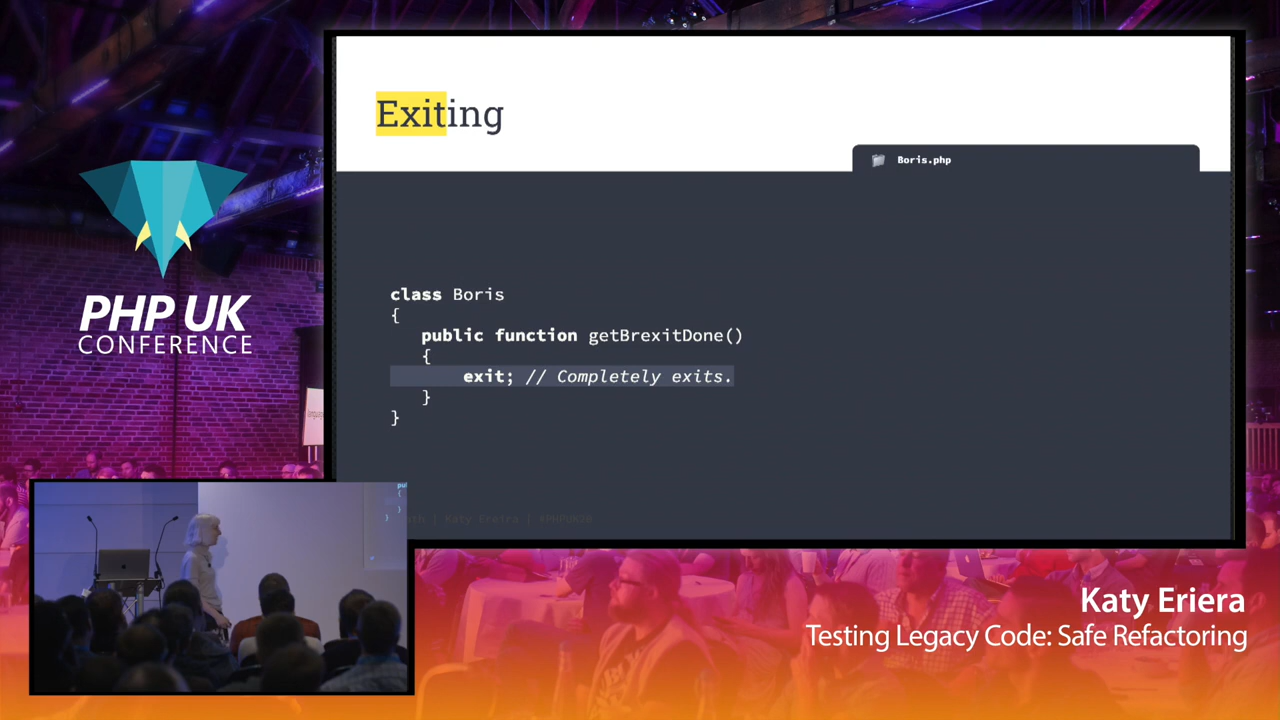 Exiting
Boris.php
class Boris
{
public function getBrexitDone()
{
exit; // Completely exits.
}
}
PHP UK
CONFERENCE
Katy Eriera
Testing Legacy Code: Safe Refactoring